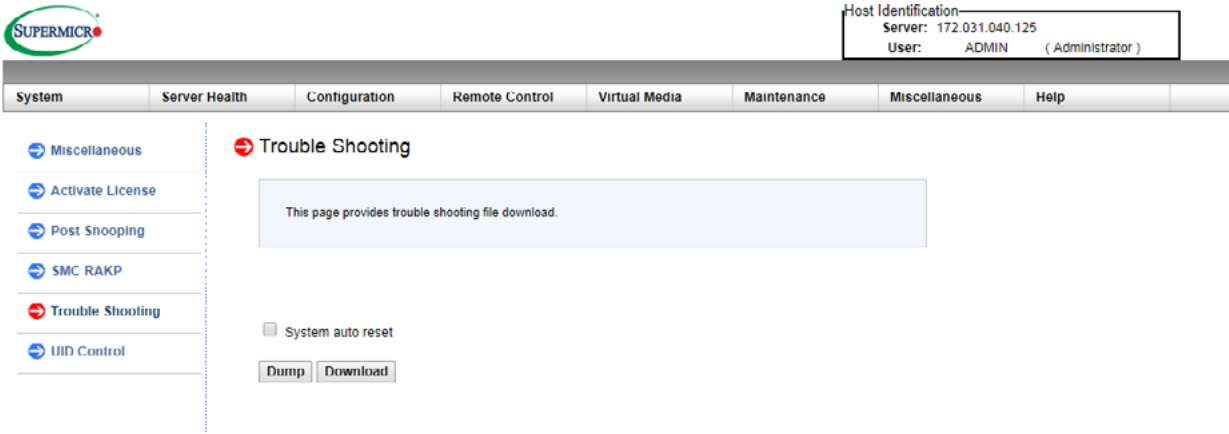 SUPERMICRO
Host Identification
Server: 172.031.040.125
User: ADMIN ( Administrator )
System Server Health Configuration Remote Control Virtual Media Maintenance Miscellaneous Help
Miscellaneous
Activate License
Post Snooping
SMC RAKP
Trouble Shooting
UID Control
Trouble Shooting
This page provides trouble shooting file download.
System auto reset
Dump Download